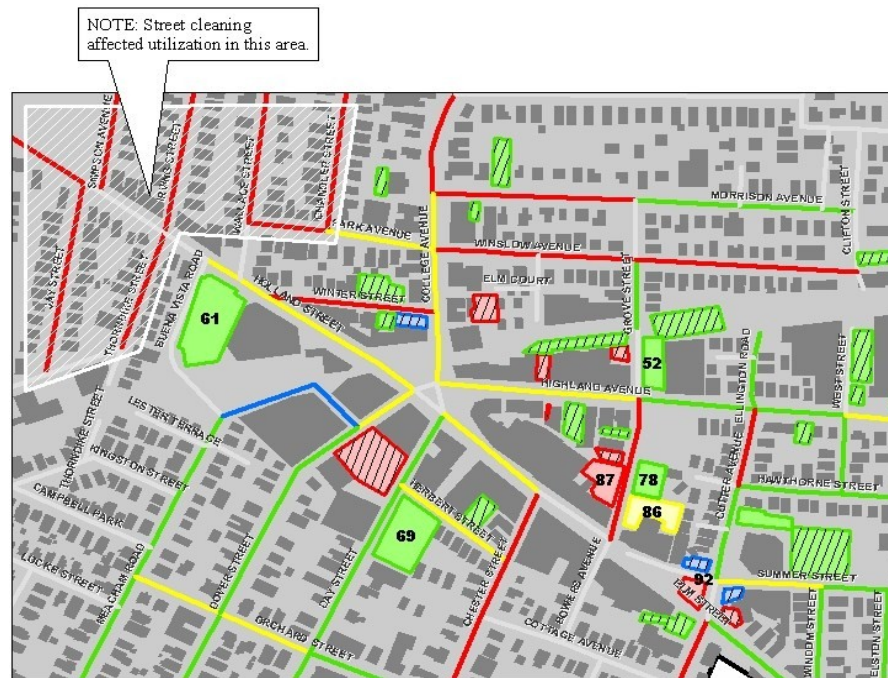 NOTE: Street cleaning
affected utilization in this area.
SIMPSON AVENUE
IRVING STREET
WALLACE STREET
CHANDLER STREET
PARK AVENUE
COLLEGE AVENUE
MORRISON AVENUE
CLIFTON STREET
WINSLOW AVENUE
JAY STREET
THORNDIKE STREET
BUENA VISTA ROAD
HOLLAND STREET
WINTER STREET
ELM COURT
GROVE STREET
61
52
HIGHLAND AVENUE
ELLINGTON ROAD
WEST STREET
THORNDIKE STREET
LESTER TERRACE
KINGSTON STREET
CAMPBELL PARK
LOCKE STREET
MEACHAM ROAD
DOVER STREET
DAY STREET
HERBERT STREET
69
87
78
86
CUTTER AVENUE
HAWTHORNE STREET
CHESTER STREET
BOWERS AVENUE
92
ELM STREET
SUMMER STREET
ORCHARD STREET
COTTAGE AVENUE
WINDOM STREET
ELSTON STREET